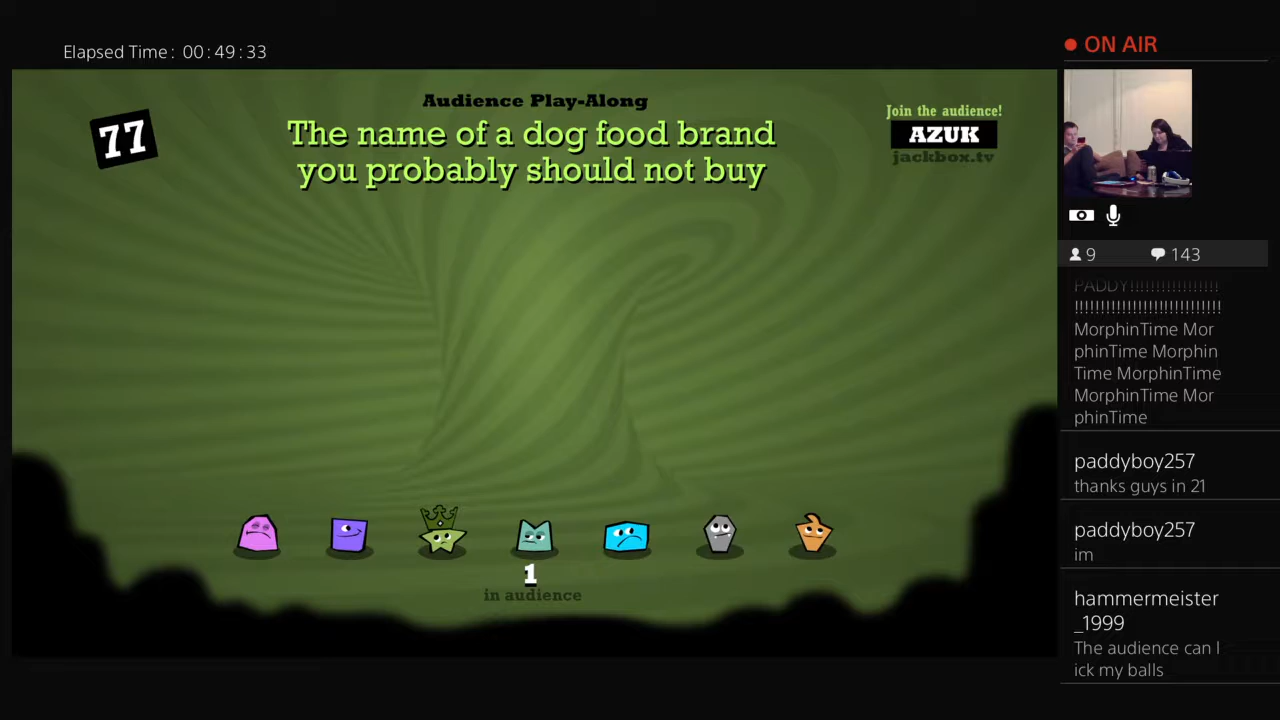 Elapsed Time: 00:49:33
ON AIR
77
Audience Play-Along
The name of a dog food brand
you probably should not buy
Join the audience!
AZUK
jackbox.tv
9
143
PADDY!!!!!!!!!!!!!!!!!!
!!!!!!!!!!!!!!!!!!!!!!!!!!!!
MorphinTime Mor
phinTime Morphin
Time MorphinTime
MorphinTime Mor
phinTime
paddyboy257
thanks guys in 21
paddyboy257
im
hammermeister
_1999
The audience can l
ick my balls
1
in audience